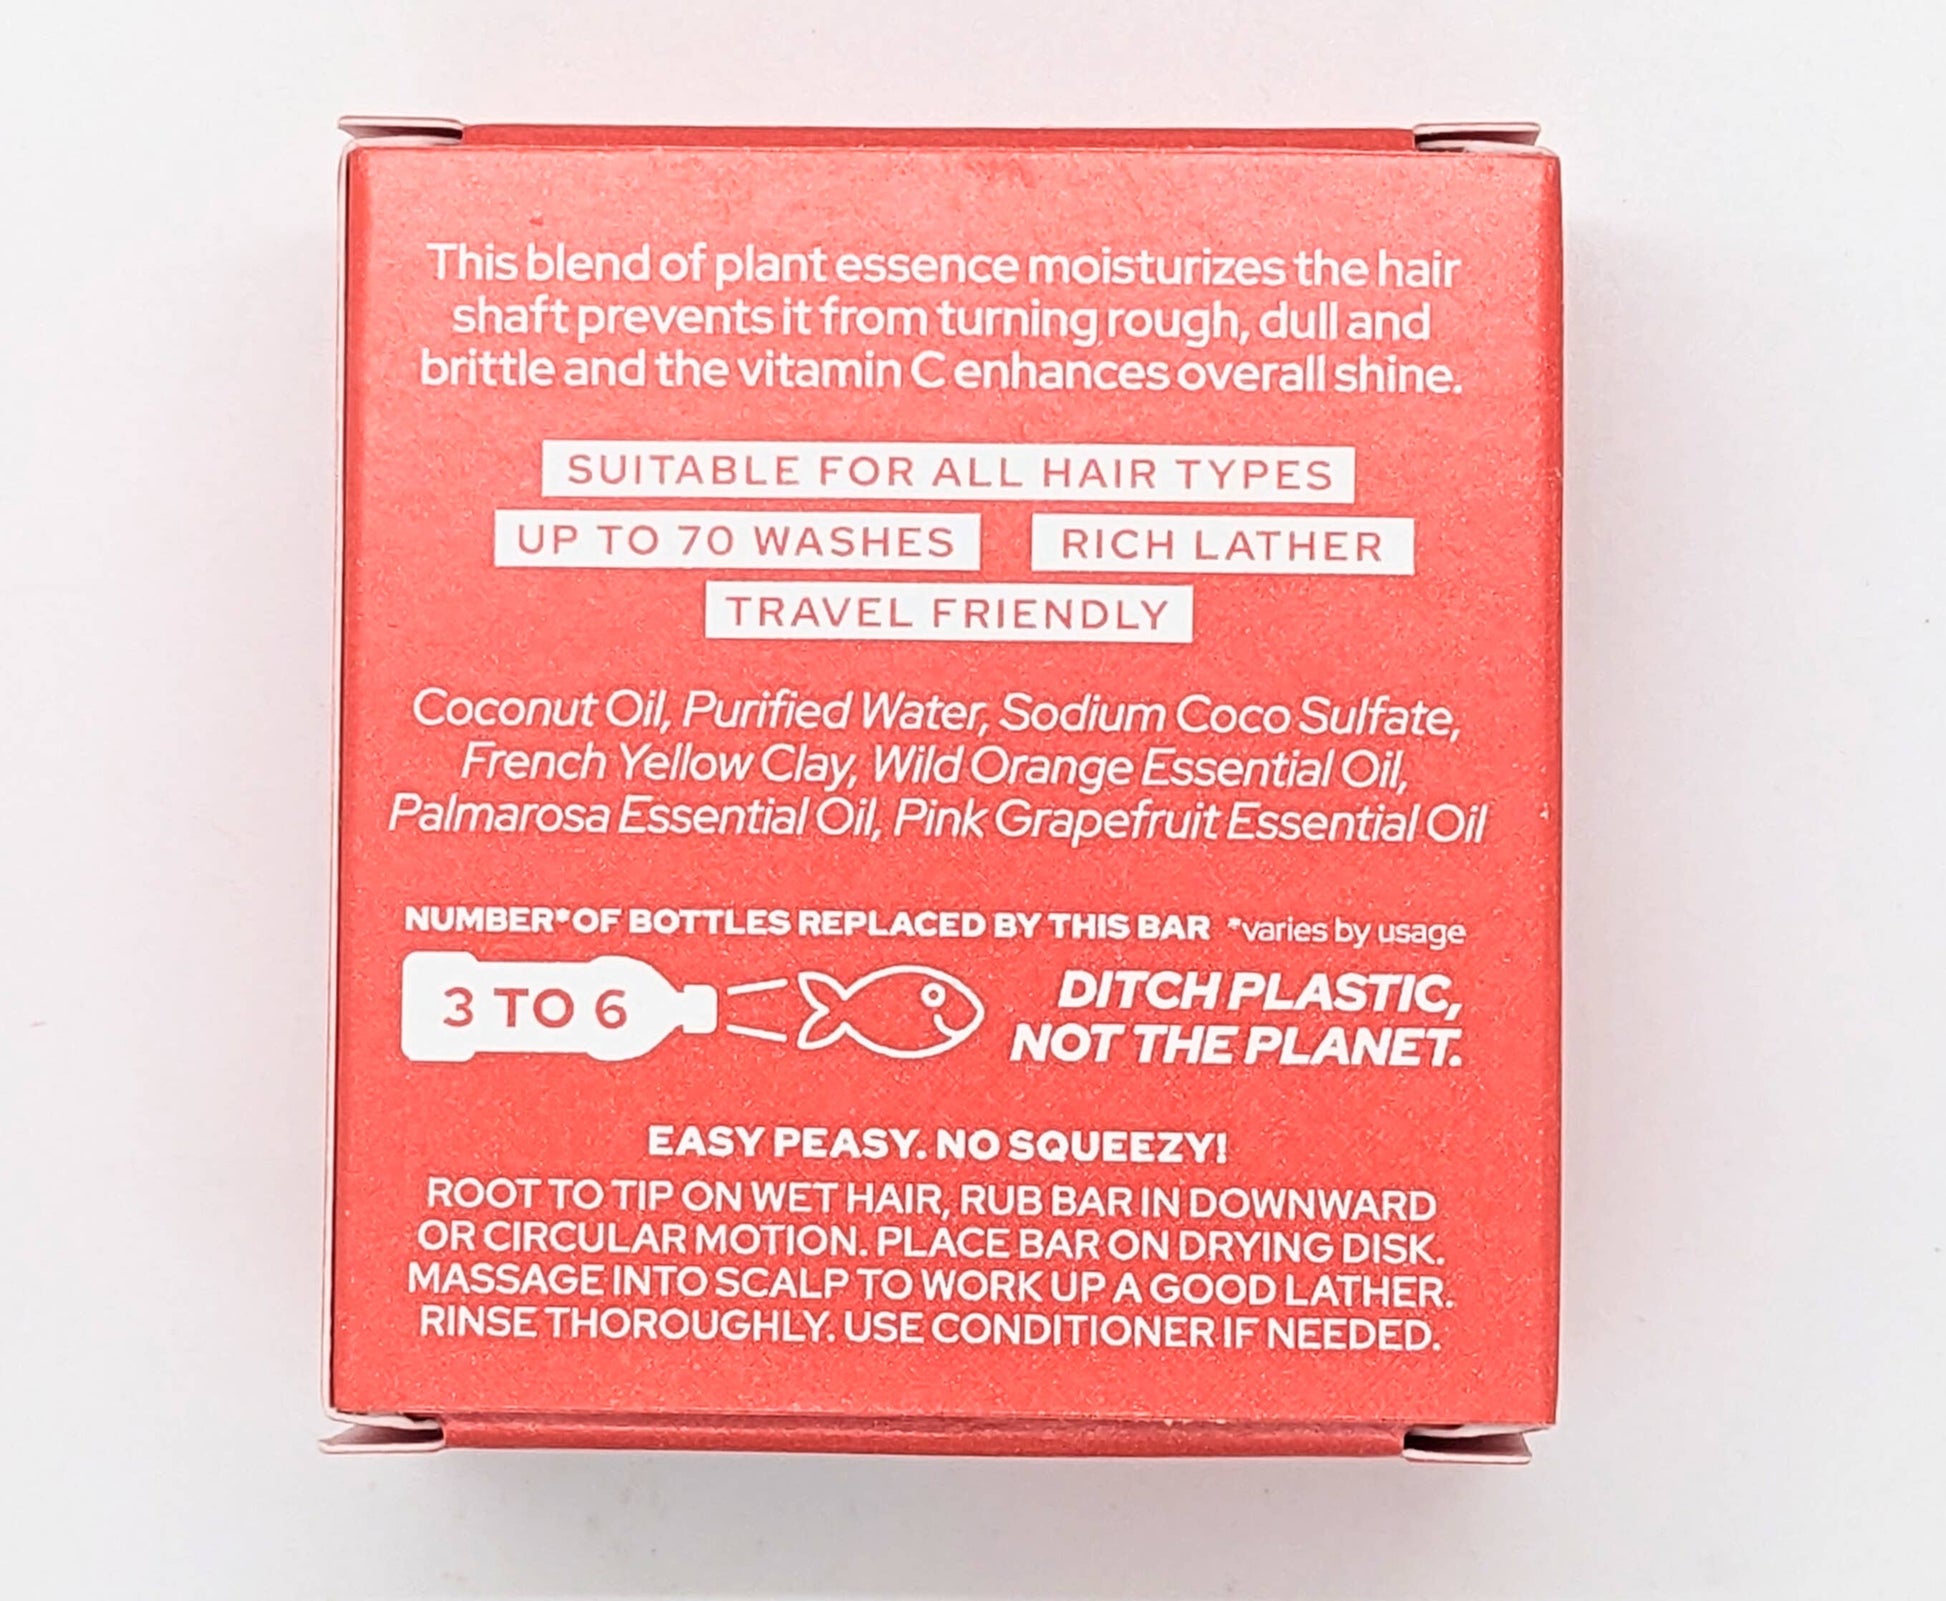 This blend of plant essence moisturizes the hair
shaft prevents it from turning rough, dull and
brittle and the vitamin C enhances overall shine.
SUITABLE FOR ALL HAIR TYPES
UP TO 70 WASHES RICH LATHER
TRAVEL FRIENDLY
Coconut Oil, Purified Water, Sodium Coco Sulfate,
French Yellow Clay, Wild Orange Essential Oil,
Palmarosa Essential Oil, Pink Grapefruit Essential Oil
NUMBER*OF BOTTLES REPLACED BY THIS BAR *varies by usage
3 TO 6
DITCH PLASTIC,
NOT THE PLANET.
EASY PEASY. NO SQUEEZY!
ROOT TO TIP ON WET HAIR, RUB BAR IN DOWNWARD
OR CIRCULAR MOTION. PLACE BAR ON DRYING DISK.
MASSAGE INTO SCALP TO WORK UP A GOOD LATHER.
RINSE THOROUGHLY. USE CONDITIONER IF NEEDED.